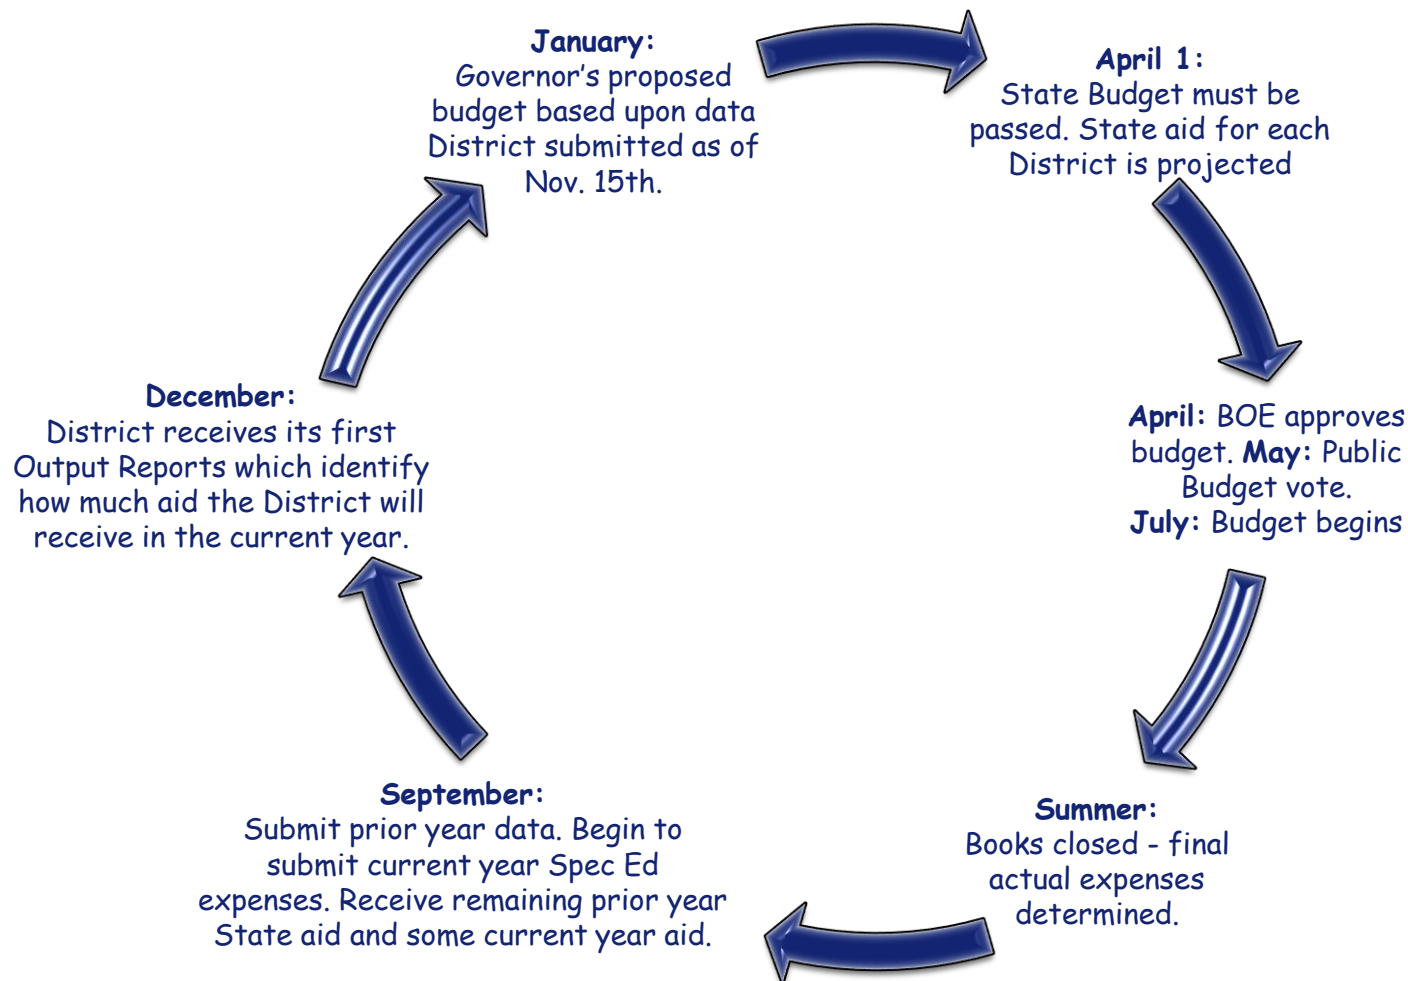 January:
Governor's proposed
budget based upon data
District submitted as of
Nov. 15th.
April 1:
State Budget must be
passed. State aid for each
District is projected
April: BOE approves
budget. May: Public
Budget vote.
July: Budget begins
Summer:
Books closed - final
actual expenses
determined.
September:
Submit prior year data. Begin to
submit current year Spec Ed
expenses. Receive remaining prior year
State aid and some current year aid.
December:
District receives its first
Output Reports which identify
how much aid the District will
receive in the current year.